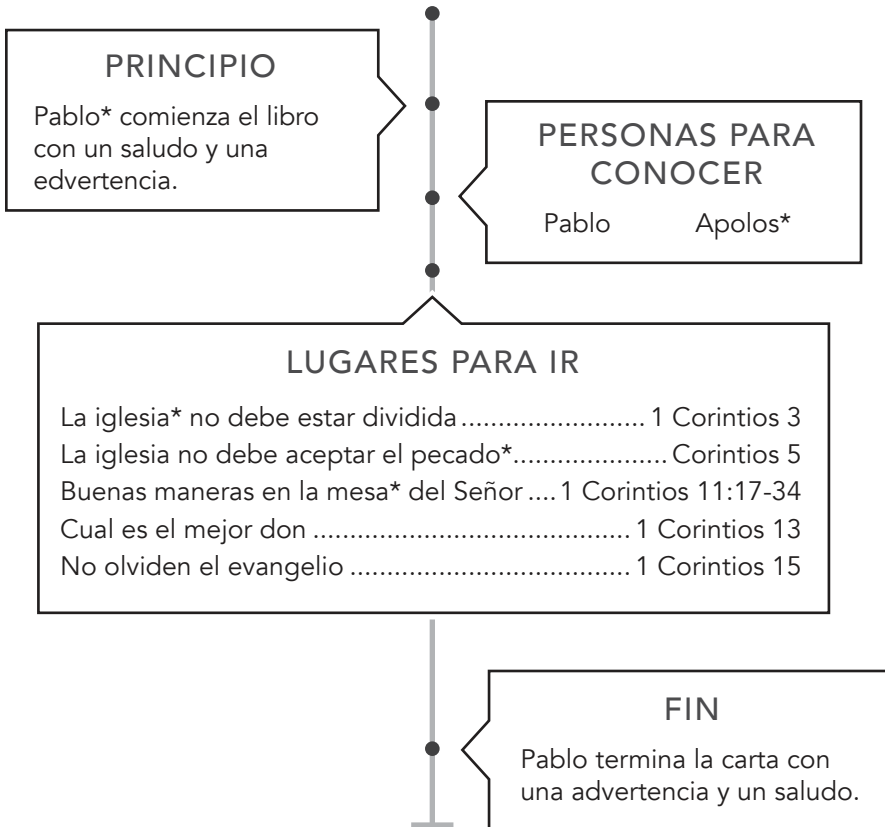 PRINCIPIO
Pablo* comienza el libro
con un saludo y una
edvertencia.
PERSONAS PARA
CONOCER
Pablo Apolos*
LUGARES PARA IR
La iglesia* no debe estar dividida........................ 1 Corintios 3
La iglesia no debe aceptar el pecado*.................... Corintios 5
Buenas maneras en la mesa* del Señor ....1 Corintios 11:17-34
Cual es el mejor don ......................................... 1 Corintios 13
No olviden el evangelio .................................... 1 Corintios 15
FIN
Pablo termina la carta con
una advertencia y un saludo.